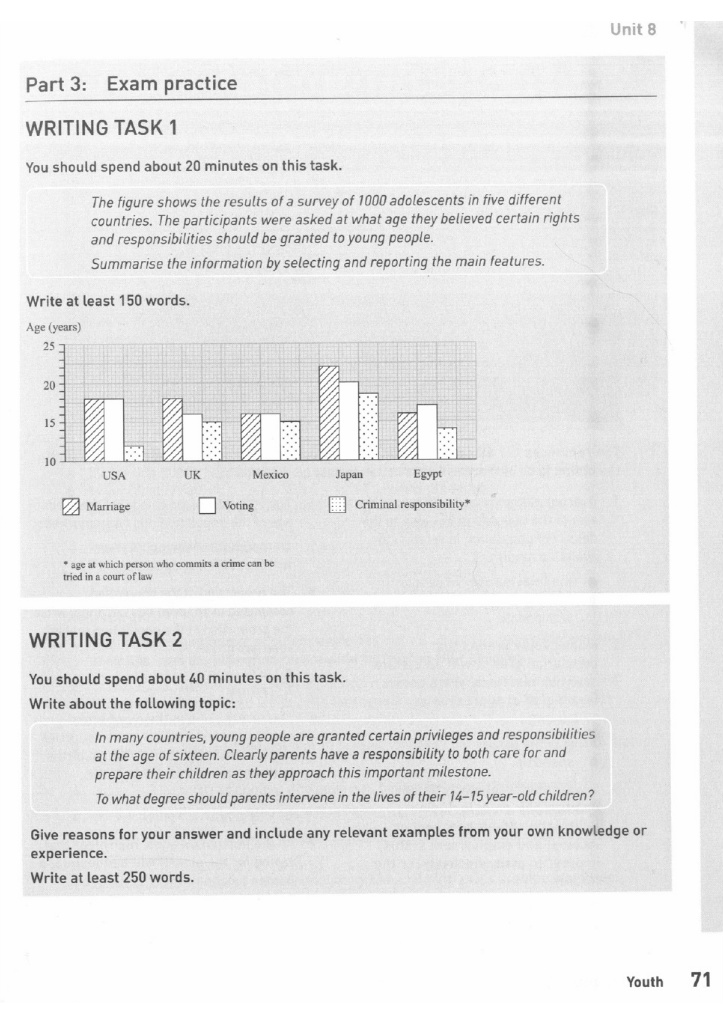 Unit 8
Part 3: Exam practice
WRITING TASK 1
You should spend about 20 minutes on this task.
The figure shows the results of a survey of 1000 adolescents in five different
countries. The participants were asked at what age they believed certain rights
and responsibilities should be granted to young people.
Summarise the information by selecting and reporting the main features.
Write at least 150 words.
Age (years)
25
20
15
10
USA UK Mexico Japan Egypt
Marriage Voting Criminal responsibility*
* age at which person who commits a crime can be
tried in a court of law
WRITING TASK 2
You should spend about 40 minutes on this task.
Write about the following topic:
In many countries, young people are granted certain privileges and responsibilities
at the age of sixteen. Clearly parents have a responsibility to both care for and
prepare their children as they approach this important milestone.
To what degree should parents intervene in the lives of their 14–15 year-old children?
Give reasons for your answer and include any relevant examples from your own knowledge or
experience.
Write at least 250 words.
Youth 71